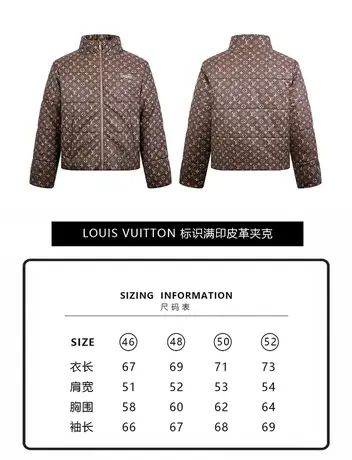 LOUIS VUITTON 标识满印皮革夹克
SIZING INFORMATION
尺码表
SIZE 46 48 50 52
衣长 67 69 71 73
肩宽 51 52 53 54
胸围 58 60 62 64
袖长 66 67 68 69